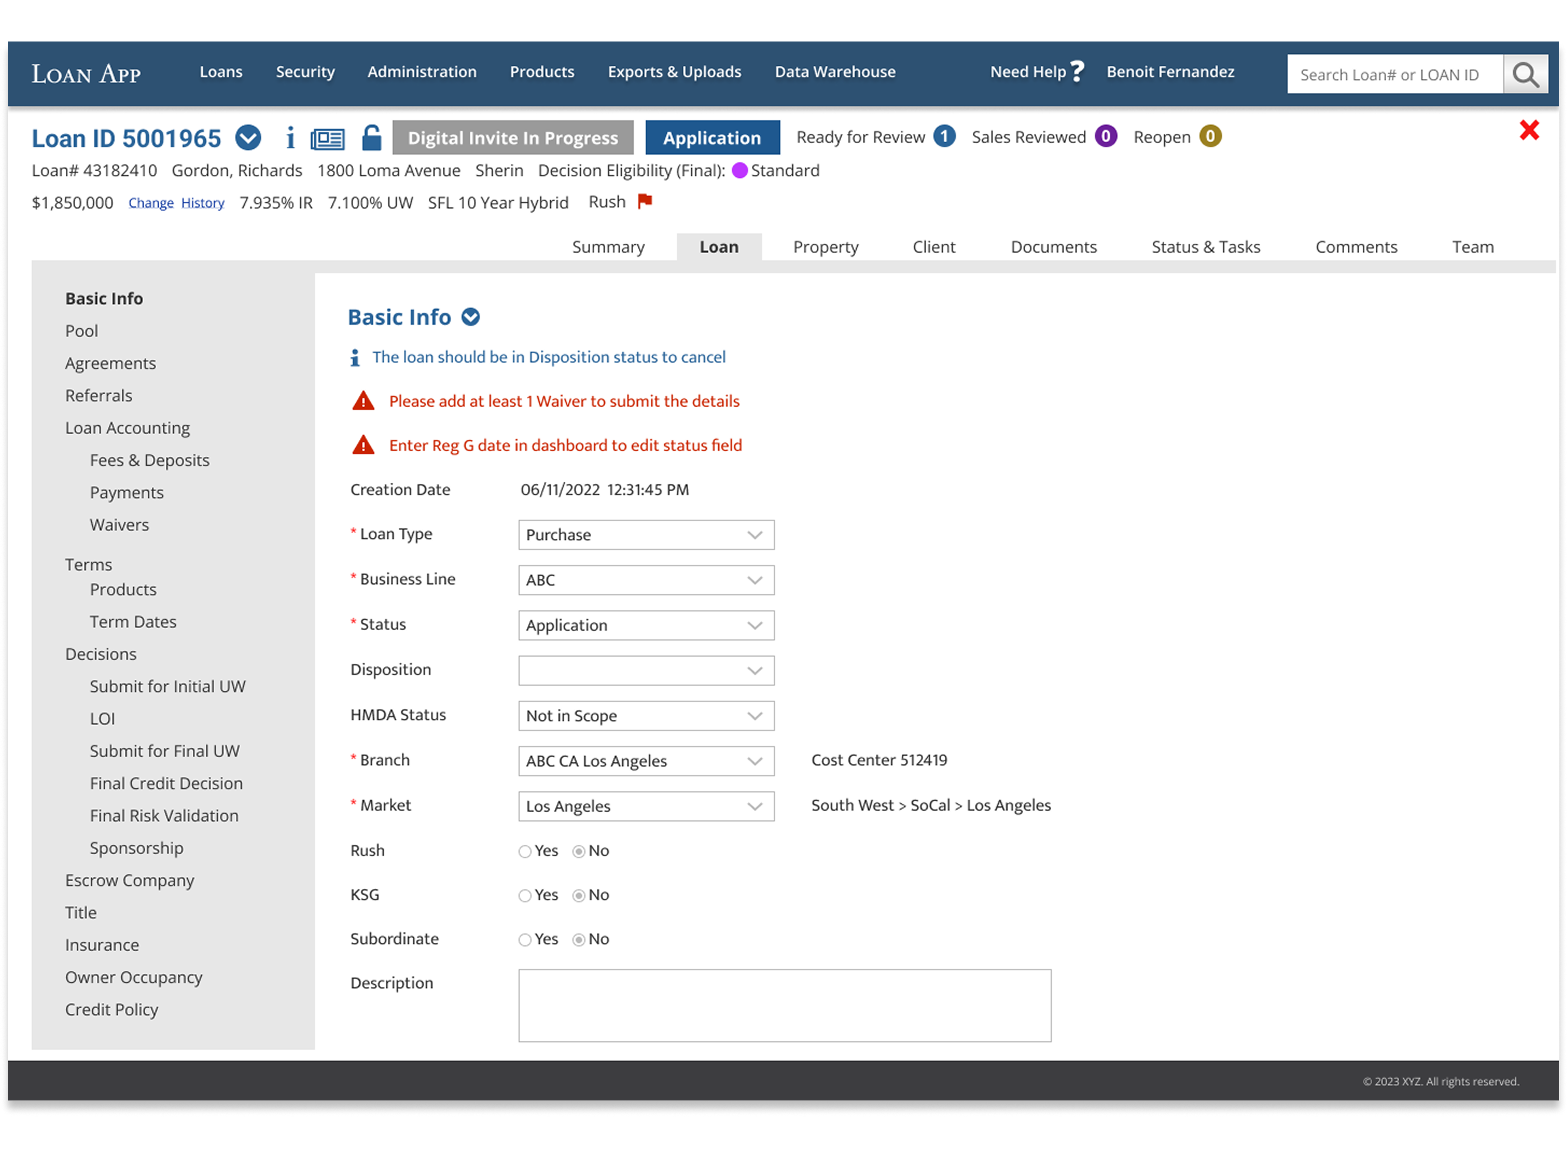 LOAN APP Loans Security Administration Products Exports & Uploads Data Warehouse Need Help ? Benoit Fernandez Search Loan# or LOAN ID
Loan ID 5001965 i Digital Invite In Progress Application Ready for Review 1 Sales Reviewed 0 Reopen 0
Loan# 43182410 Gordon, Richards 1800 Loma Avenue Sherin Decision Eligibility (Final): Standard
$1,850,000 Change History 7.935% IR 7.100% UW SFL 10 Year Hybrid Rush
Summary Loan Property Client Documents Status & Tasks Comments Team
Basic Info
Pool
Agreements
Referrals
Loan Accounting
Fees & Deposits
Payments
Waivers
Terms
Products
Term Dates
Decisions
Submit for Initial UW
LOI
Submit for Final UW
Final Credit Decision
Final Risk Validation
Sponsorship
Escrow Company
Title
Insurance
Owner Occupancy
Credit Policy
Basic Info
i The loan should be in Disposition status to cancel
! Please add at least 1 Waiver to submit the details
! Enter Reg G date in dashboard to edit status field
Creation Date 06/11/2022 12:31:45 PM
* Loan Type Purchase
* Business Line ABC
* Status Application
Disposition
HMDA Status Not in Scope
* Branch ABC CA Los Angeles Cost Center 512419
* Market Los Angeles South West > SoCal > Los Angeles
Rush Yes No
KSG Yes No
Subordinate Yes No
Description
© 2023 XYZ. All rights reserved.